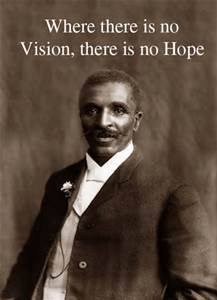 Where there is no
Vision, there is no Hope